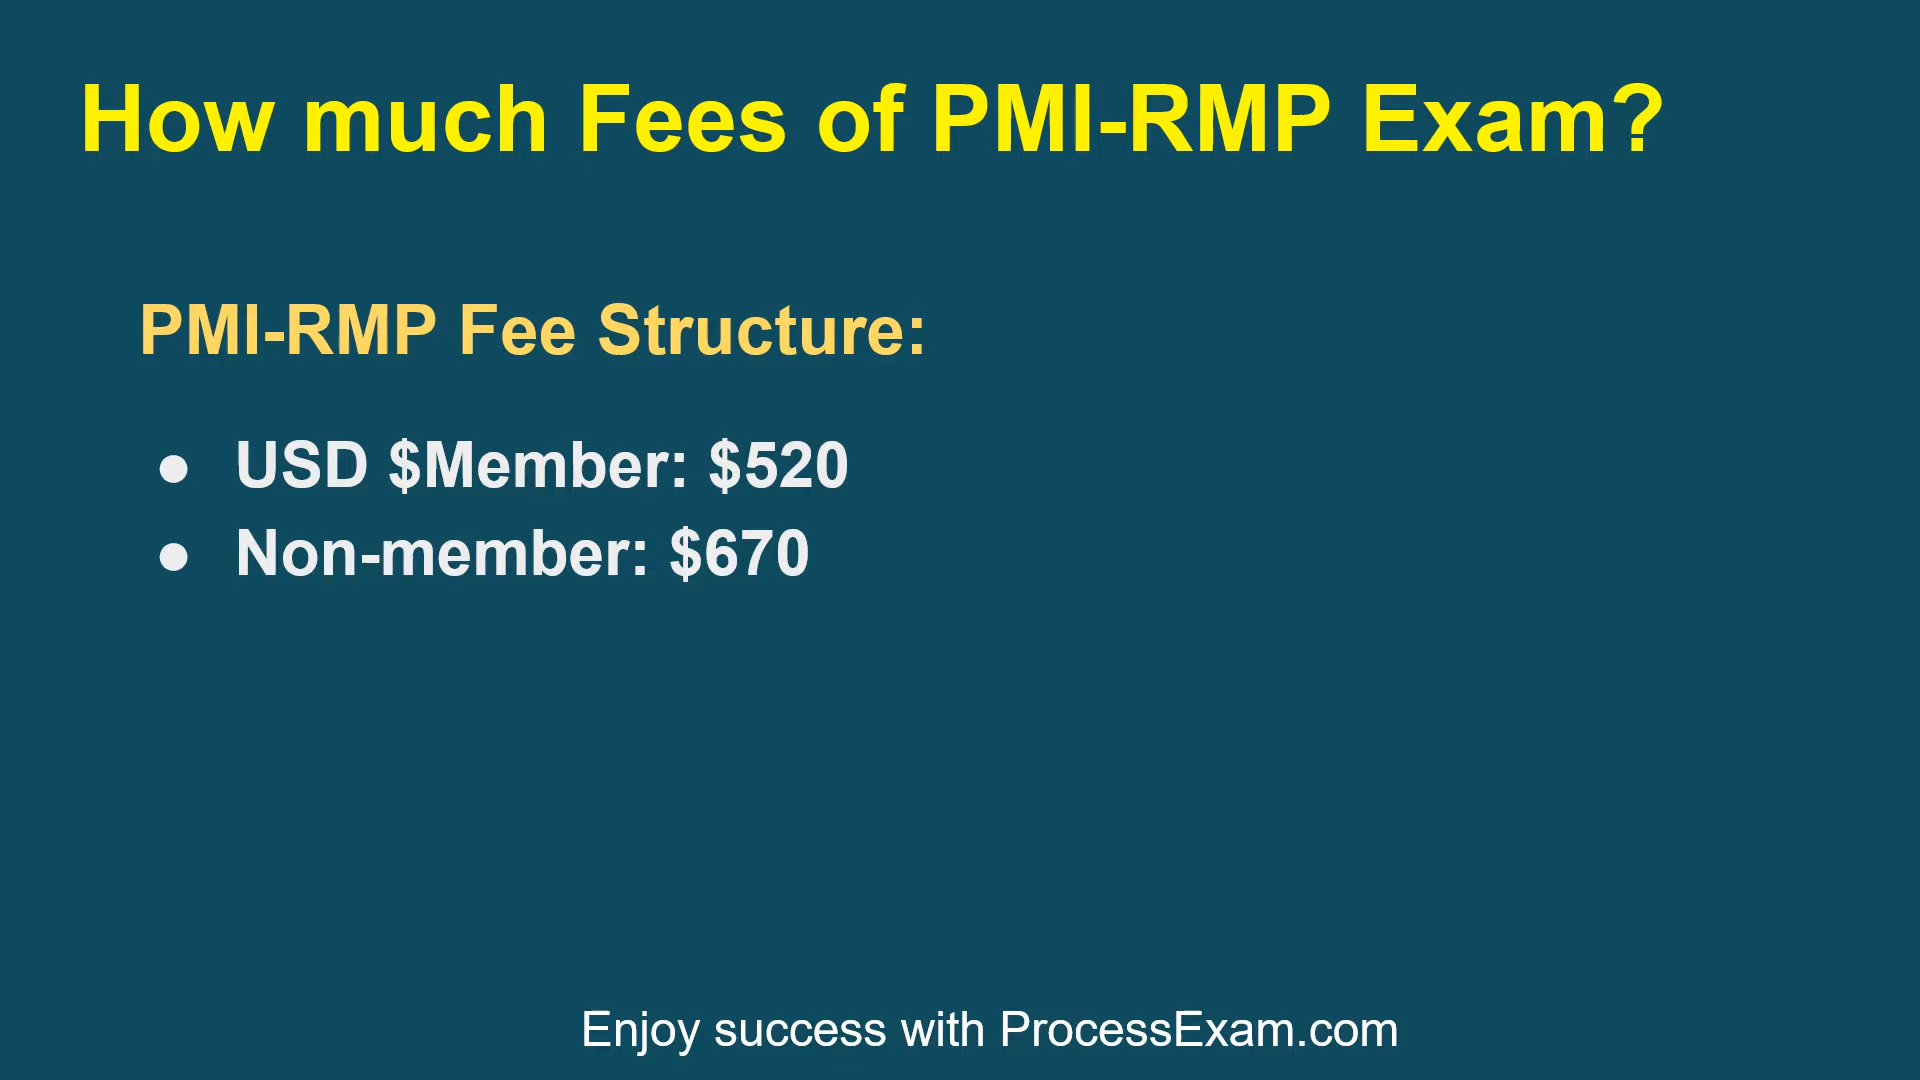 How much Fees of PMI-RMP Exam?
PMI-RMP Fee Structure:
● USD $Member: $520
● Non-member: $670
Enjoy success with ProcessExam.com